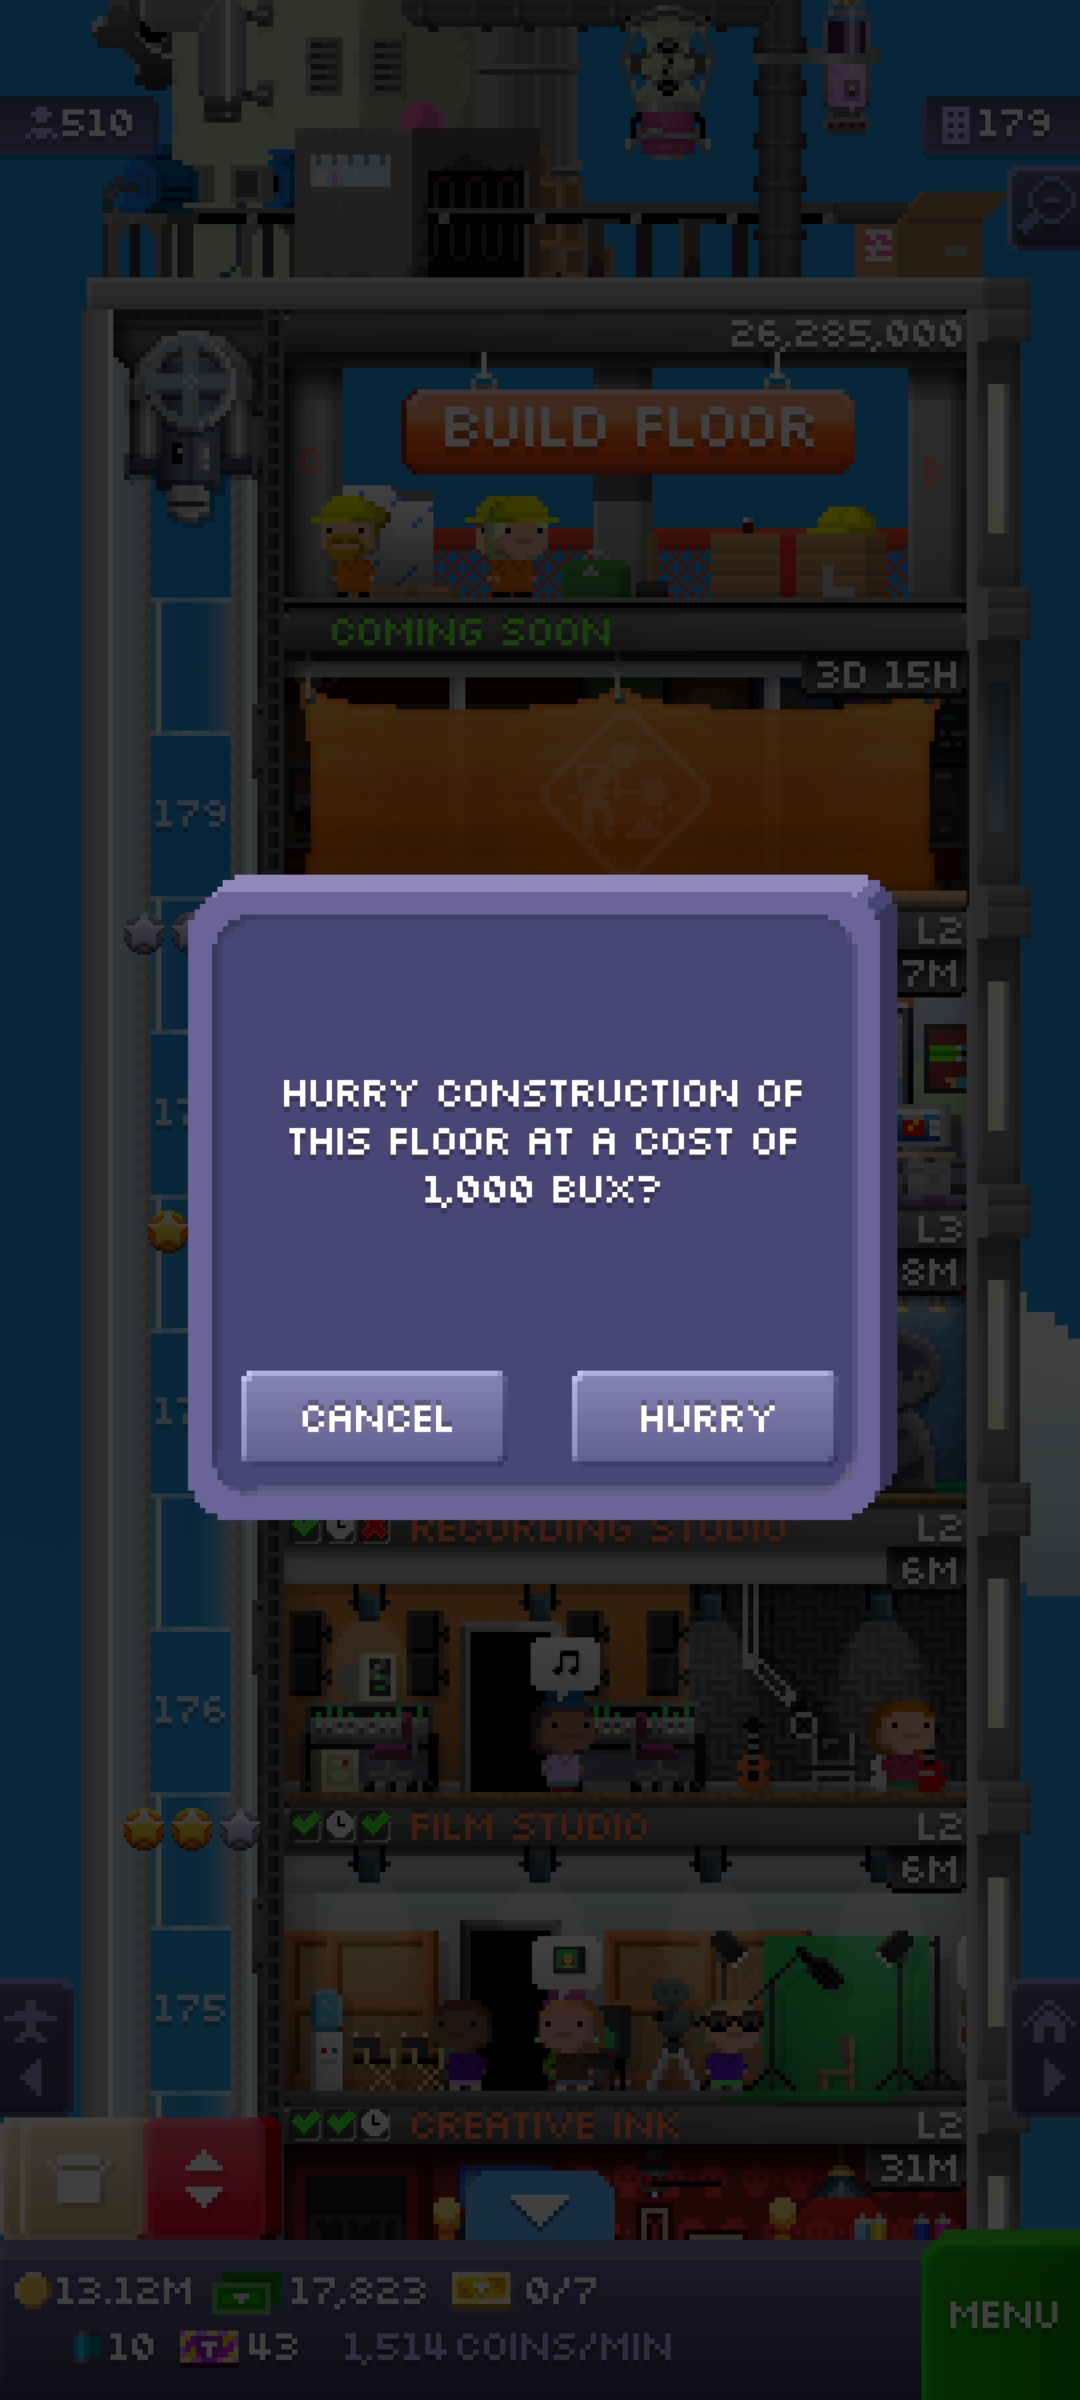 510
179
26,285,000
BUILD FLOOR
C
B
COMING SOON
3D 15H
179
L2
7M
HURRY CONSTRUCTION OF
THIS FLOOR AT A COST OF
1,000 BUX?
L3
8M
CANCEL
HURRY
RECORDING STUDIO
L2
6M
176
FILM STUDIO
L2
6M
175
CREATIVE INK
L2
31M
13.12M
17,823
0/7
MENU
10
T
43
1,514 COINS/MIN